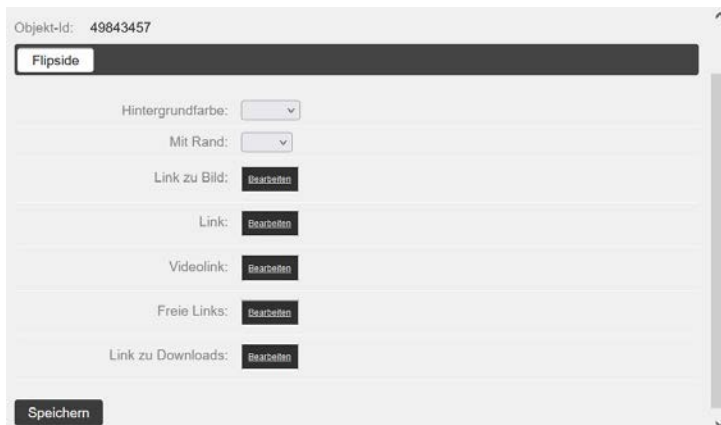 Objekt-Id: 49843457
Flipside
Hintergrundfarbe:
Mit Rand:
Link zu Bild: Bearbeiten
Link: Bearbeiten
Videolink: Bearbeiten
Freie Links: Bearbeiten
Link zu Downloads: Bearbeiten
Speichern